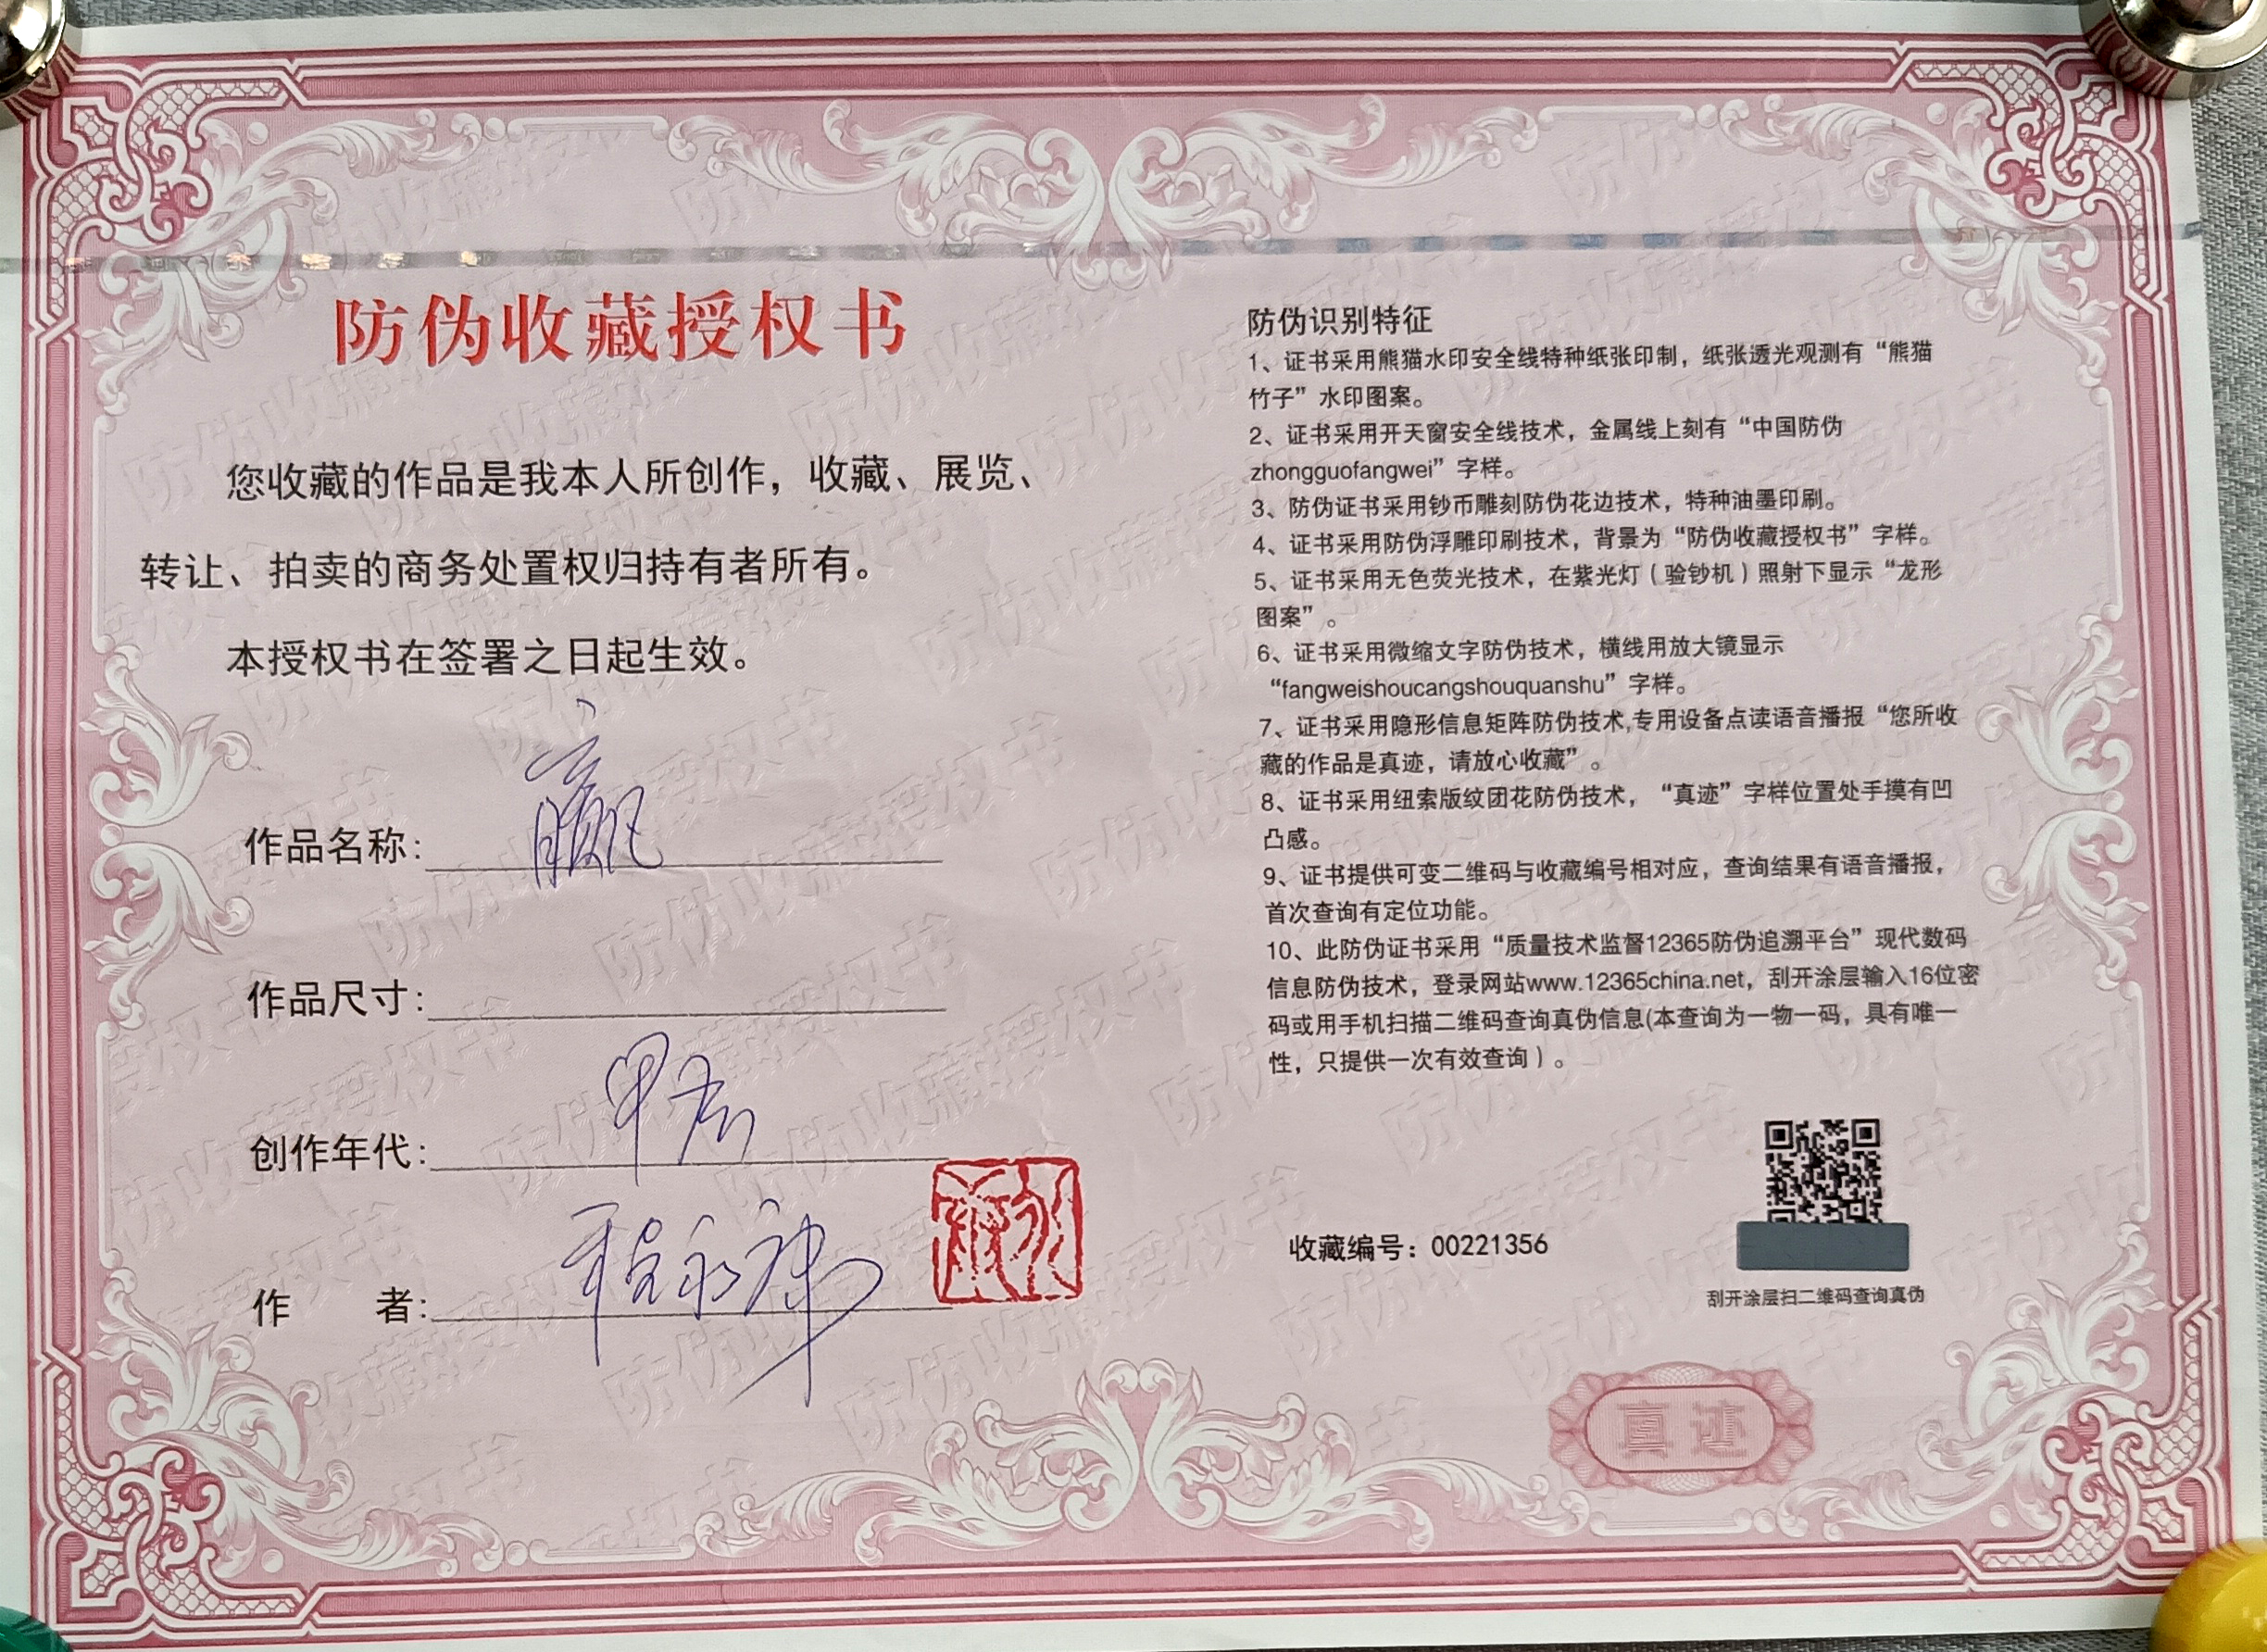 防伪收藏授权书
您收藏的作品是我本人所创作，收藏、展览、
转让、拍卖的商务处置权归持有者所有。
本授权书在签署之日起生效。
作品名称：赢
作品尺寸：
创作年代：甲辰
作 者：程永
防伪识别特征
1、证书采用熊猫水印安全线特种纸张印制，纸张透光观测有“熊猫
竹子”水印图案。
2、证书采用开天窗安全线技术，金属线上刻有“中国防伪
zhongguofangwei”字样。
3、防伪证书采用钞币雕刻防伪花边技术，特种油墨印刷。
4、证书采用防伪浮雕印刷技术，背景为“防伪收藏授权书”字样。
5、证书采用无色荧光技术，在紫光灯（验钞机）照射下显示“龙形
图案”。
6、证书采用微缩文字防伪技术，横线用放大镜显示
“fangweishoucangshouquanshu”字样。
7、证书采用隐形信息矩阵防伪技术,专用设备点读语音播报“您所收
藏的作品是真迹，请放心收藏”。
8、证书采用纽索版纹团花防伪技术，“真迹”字样位置处手摸有凹
凸感。
9、证书提供可变二维码与收藏编号相对应，查询结果有语音播报，
首次查询有定位功能。
10、此防伪证书采用“质量技术监督12365防伪追溯平台”现代数码
信息防伪技术，登录网站www.12365china.net，刮开涂层输入16位密
码或用手机扫描二维码查询真伪信息(本查询为一物一码，具有唯一
性，只提供一次有效查询）。
收藏编号：00221356
刮开涂层扫二维码查询真伪
真迹